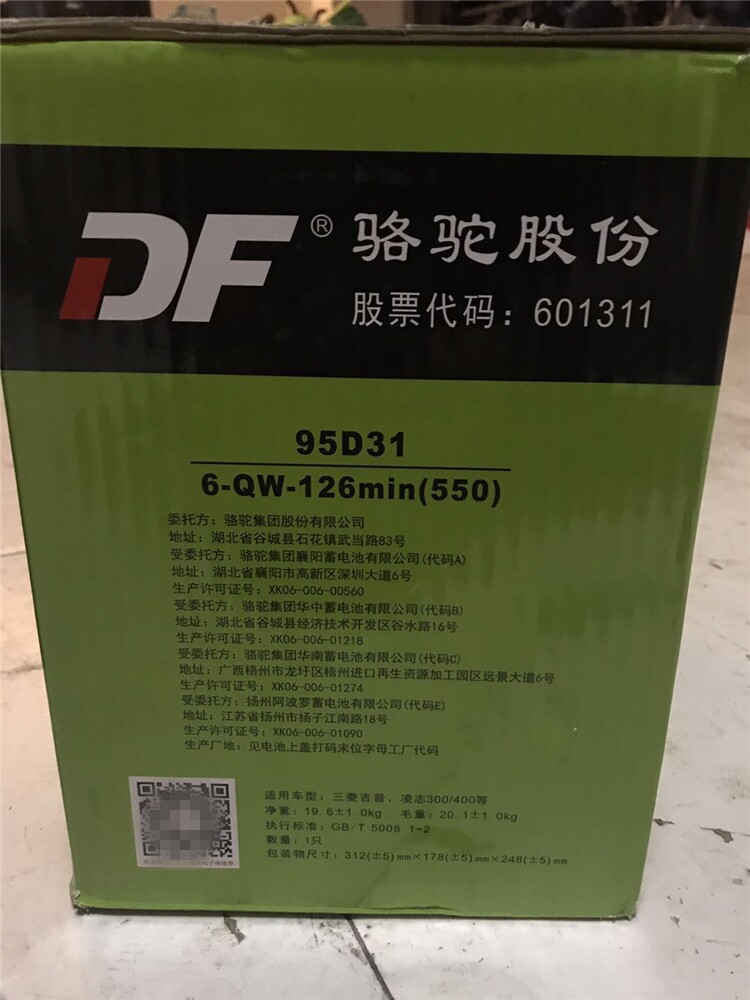 DF® 骆驼股份
股票代码：601311
95D31
6-QW-126min(550)
委托方：骆驼集团股份有限公司
地址：湖北省谷城县石花镇武当路83号
受委托方：骆驼集团襄阳蓄电池有限公司(代码A)
地址：湖北省襄阳市高新区深圳大道6号
生产许可证号：XK06-006-00560
受委托方：骆驼集团华中蓄电池有限公司(代码B)
地址：湖北省谷城县经济技术开发区谷水路16号
生产许可证号：XK06-006-01218
受委托方：骆驼集团华南蓄电池有限公司(代码C)
地址：广西梧州市龙圩区梧州进口再生资源加工园区远景大道6号
生产许可证号：XK06-006-01274
受委托方：扬州阿波罗蓄电池有限公司(代码E)
地址：江苏省扬州市扬子江南路18号
生产许可证号：XK06-006-01090
生产厂地：见电池上盖打码末位字母工厂代码
适用车型：三菱吉普、凌志300/400等
净重：19.6±1.0kg 毛重：20.1±1.0kg
执行标准：GB/T 5008.1-2
数量：1只
包装物尺寸：312(±5)mm×178(±5)mm×248(±5)mm